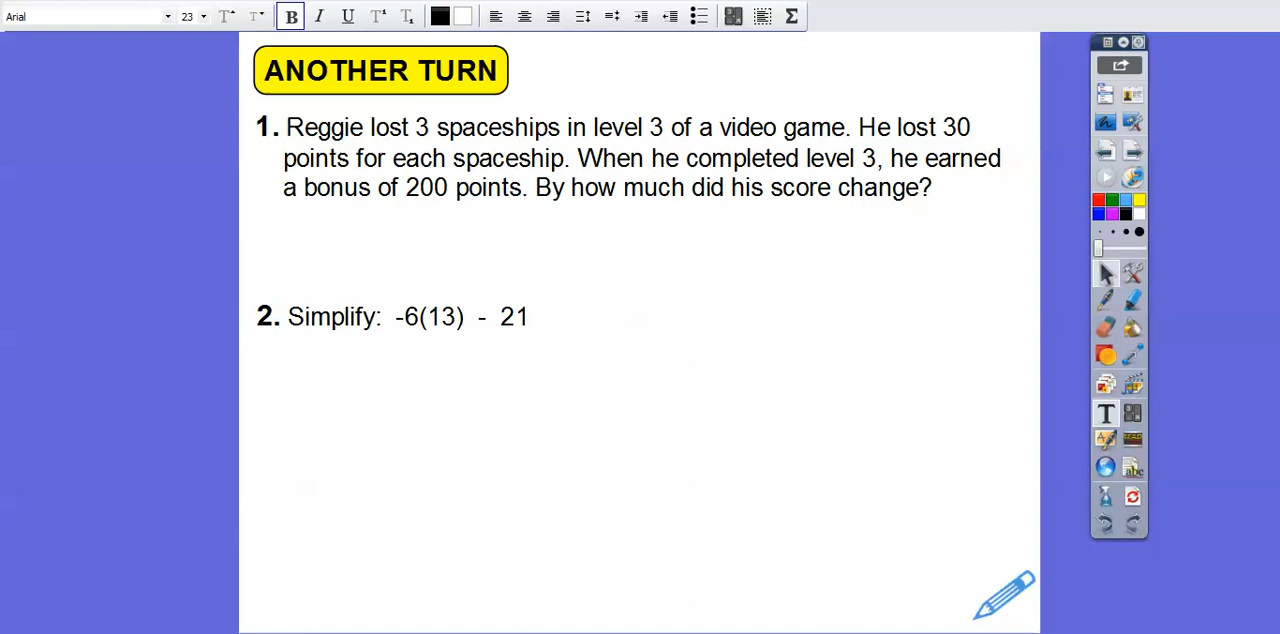 Arial 23 T T B I U T¹ T₁ Σ
ANOTHER TURN
1. Reggie lost 3 spaceships in level 3 of a video game. He lost 30
points for each spaceship. When he completed level 3, he earned
a bonus of 200 points. By how much did his score change?
2. Simplify: -6(13) - 21
T